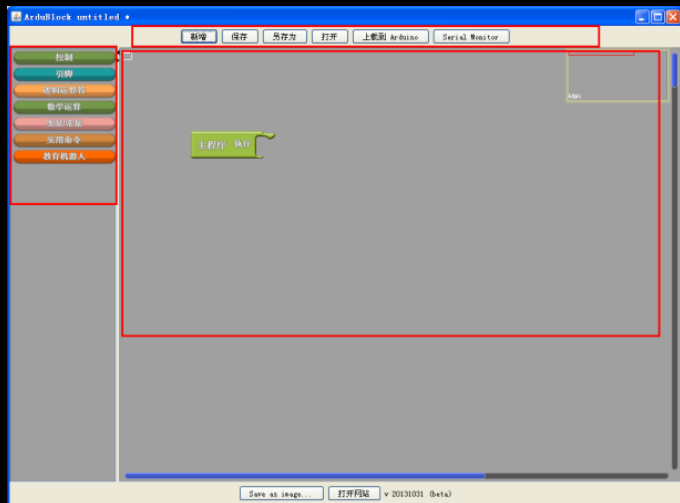 ArduBlock untitled *
新增 保存 另存为 打开 上载到 Arduino Serial Monitor
控制
引脚
逻辑运算符
数学运算
变量/常量
实用命令
教育机器人
Main
主程序 执行
Save as image... 打开网站 v 20131031 (beta)